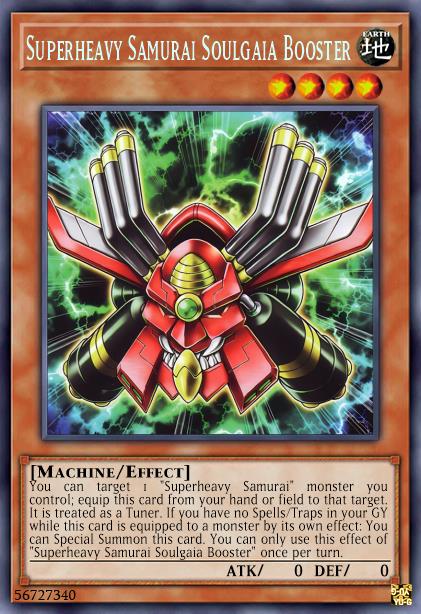 Superheavy Samurai Soulgaia Booster
EARTH
地
[Machine/Effect]
You can target 1 "Superheavy Samurai" monster you
control; equip this card from your hand or field to that target.
It is treated as a Tuner. If you have no Spells/Traps in your GY
while this card is equipped to a monster by its own effect: You
can Special Summon this card. You can only use this effect of
"Superheavy Samurai Soulgaia Booster" once per turn.
ATK/ 0 DEF/ 0
56727340